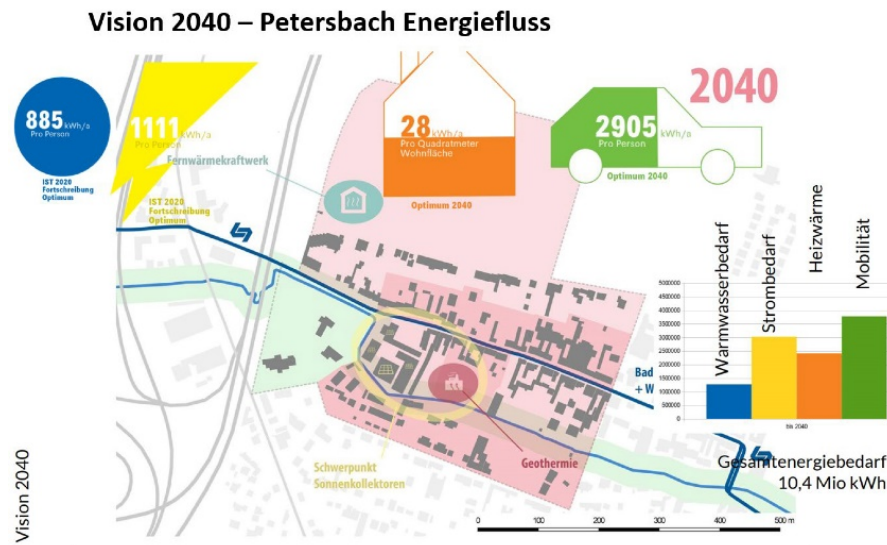 Vision 2040 – Petersbach Energiefluss
885 kWh/a
Pro Person
IST 2020
Fortschreibung
Optimum
1111 kWh/a
Pro Person
IST 2020
Fortschreibung
Optimum
Fernwärmekraftwerk
28 kWh/a
Pro Quadratmeter
Wohnfläche
Optimum 2040
2905 kWh/a
Pro Person
Optimum 2040
2040
Warmwasserbedarf
Strombedarf
Heizwärme
Mobilität
5000000
4500000
4000000
3500000
3000000
2500000
2000000
1500000
1000000
500000
0
bis 2040
Bad
+ W
Gesamtenergiebedarf
10,4 Mio kWh
Geothermie
Schwerpunkt
Sonnenkollektoren
Vision 2040
0 100 200 300 400 500 m